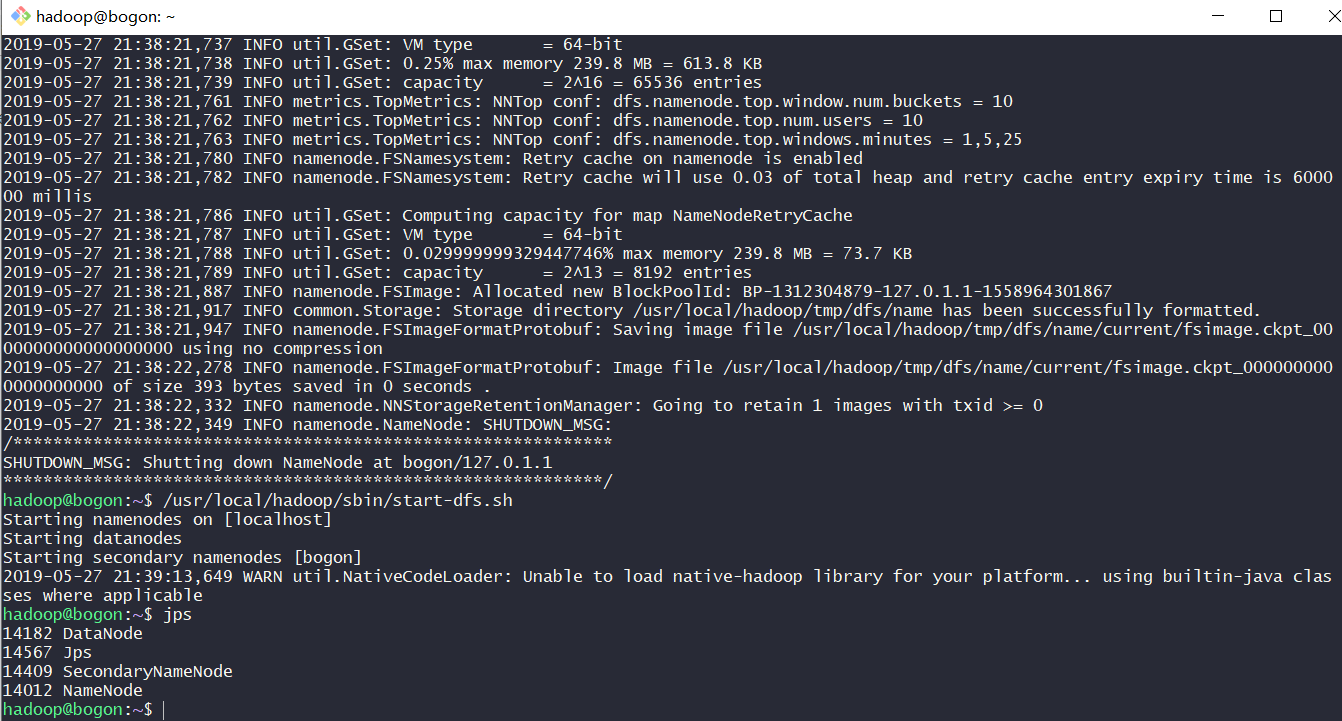 hadoop@bogon: ~
2019-05-27 21:38:21,737 INFO util.GSet: VM type       = 64-bit
2019-05-27 21:38:21,738 INFO util.GSet: 0.25% max memory 239.8 MB = 613.8 KB
2019-05-27 21:38:21,739 INFO util.GSet: capacity      = 2^16 = 65536 entries
2019-05-27 21:38:21,761 INFO metrics.TopMetrics: NNTop conf: dfs.namenode.top.window.num.buckets = 10
2019-05-27 21:38:21,762 INFO metrics.TopMetrics: NNTop conf: dfs.namenode.top.num.users = 10
2019-05-27 21:38:21,763 INFO metrics.TopMetrics: NNTop conf: dfs.namenode.top.windows.minutes = 1,5,25
2019-05-27 21:38:21,780 INFO namenode.FSNamesystem: Retry cache on namenode is enabled
2019-05-27 21:38:21,782 INFO namenode.FSNamesystem: Retry cache will use 0.03 of total heap and retry cache entry expiry time is 6000
00 millis
2019-05-27 21:38:21,786 INFO util.GSet: Computing capacity for map NameNodeRetryCache
2019-05-27 21:38:21,787 INFO util.GSet: VM type       = 64-bit
2019-05-27 21:38:21,788 INFO util.GSet: 0.029999999329447746% max memory 239.8 MB = 73.7 KB
2019-05-27 21:38:21,789 INFO util.GSet: capacity      = 2^13 = 8192 entries
2019-05-27 21:38:21,887 INFO namenode.FSImage: Allocated new BlockPoolId: BP-1312304879-127.0.1.1-1558964301867
2019-05-27 21:38:21,917 INFO common.Storage: Storage directory /usr/local/hadoop/tmp/dfs/name has been successfully formatted.
2019-05-27 21:38:21,947 INFO namenode.FSImageFormatProtobuf: Saving image file /usr/local/hadoop/tmp/dfs/name/current/fsimage.ckpt_00
00000000000000000 using no compression
2019-05-27 21:38:22,278 INFO namenode.FSImageFormatProtobuf: Image file /usr/local/hadoop/tmp/dfs/name/current/fsimage.ckpt_000000000
0000000000 of size 393 bytes saved in 0 seconds .
2019-05-27 21:38:22,332 INFO namenode.NNStorageRetentionManager: Going to retain 1 images with txid >= 0
2019-05-27 21:38:22,349 INFO namenode.NameNode: SHUTDOWN_MSG:
/************************************************************
SHUTDOWN_MSG: Shutting down NameNode at bogon/127.0.1.1
************************************************************/
hadoop@bogon:~$ /usr/local/hadoop/sbin/start-dfs.sh
Starting namenodes on [localhost]
Starting datanodes
Starting secondary namenodes [bogon]
2019-05-27 21:39:13,649 WARN util.NativeCodeLoader: Unable to load native-hadoop library for your platform... using builtin-java clas
ses where applicable
hadoop@bogon:~$ jps
14182 DataNode
14567 Jps
14409 SecondaryNameNode
14012 NameNode
hadoop@bogon:~$